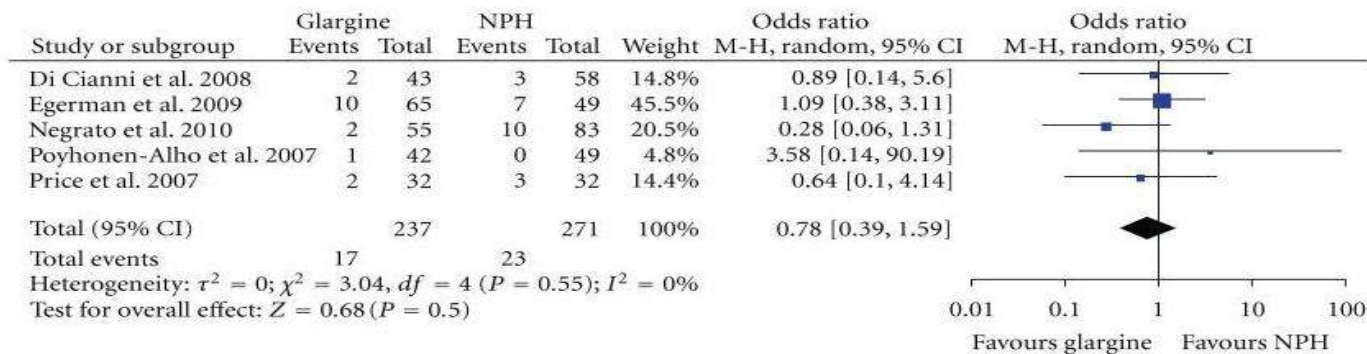 Glargine NPH Odds ratio Odds ratio
Study or subgroup Events Total Events Total Weight M-H, random, 95% CI M-H, random, 95% CI
Di Cianni et al. 2008 2 43 3 58 14.8% 0.89 [0.14, 5.6]
Egerman et al. 2009 10 65 7 49 45.5% 1.09 [0.38, 3.11]
Negrato et al. 2010 2 55 10 83 20.5% 0.28 [0.06, 1.31]
Poyhonen-Alho et al. 2007 1 42 0 49 4.8% 3.58 [0.14, 90.19]
Price et al. 2007 2 32 3 32 14.4% 0.64 [0.1, 4.14]
Total (95% CI) 237 271 100% 0.78 [0.39, 1.59]
Total events 17 23
Heterogeneity: τ² = 0; χ² = 3.04, df = 4 (P = 0.55); I² = 0%
Test for overall effect: Z = 0.68 (P = 0.5)
0.01 0.1 1 10 100
Favours glargine Favours NPH